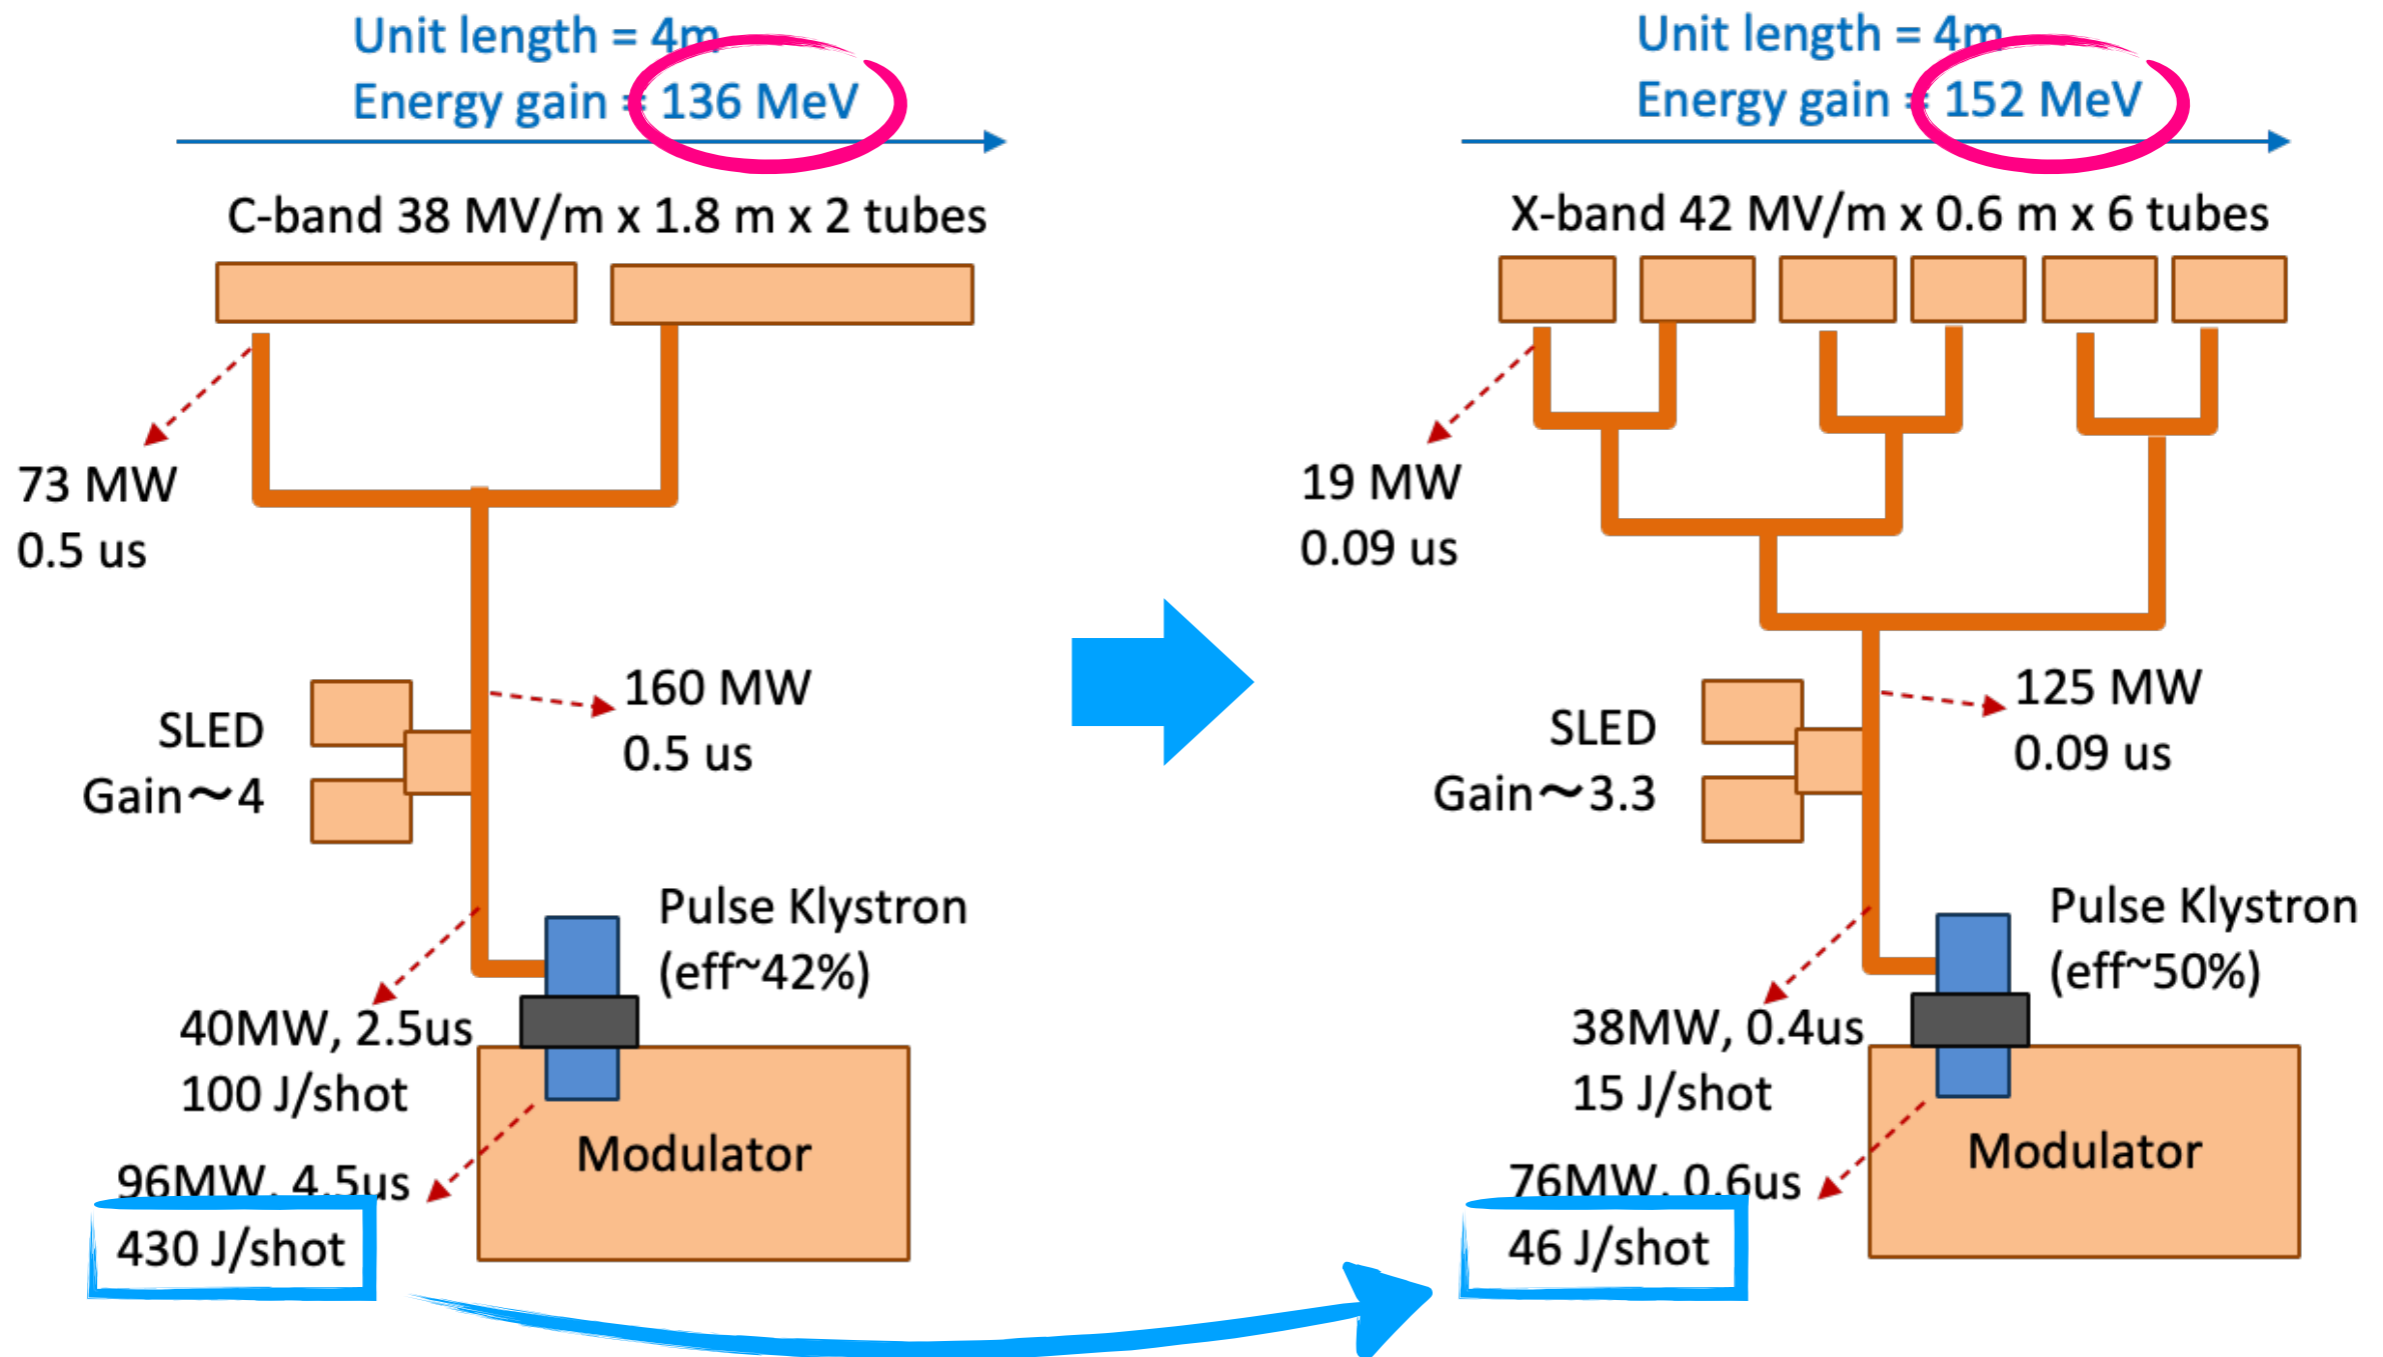 Unit length = 4m
Energy gain = 136 MeV
C-band 38 MV/m x 1.8 m x 2 tubes
73 MW
0.5 us
160 MW
0.5 us
SLED
Gain～4
Pulse Klystron
(eff~42%)
40MW, 2.5us
100 J/shot
Modulator
96MW, 4.5us
430 J/shot
Unit length = 4m
Energy gain = 152 MeV
X-band 42 MV/m x 0.6 m x 6 tubes
19 MW
0.09 us
125 MW
0.09 us
SLED
Gain～3.3
Pulse Klystron
(eff~50%)
38MW, 0.4us
15 J/shot
Modulator
76MW, 0.6us
46 J/shot